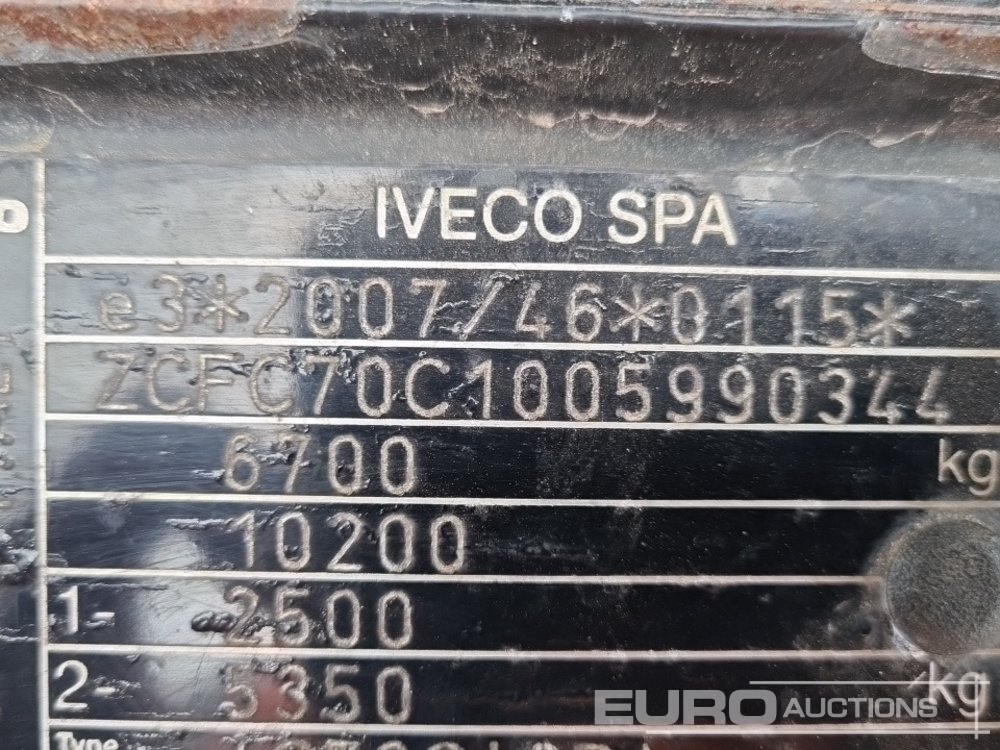 IVECO SPA
e3*2007/46*0115*
ZCFC70C1005990344
6700 kg
10200
1- 2500
2- 5350 kg
Type
EURO AUCTIONS